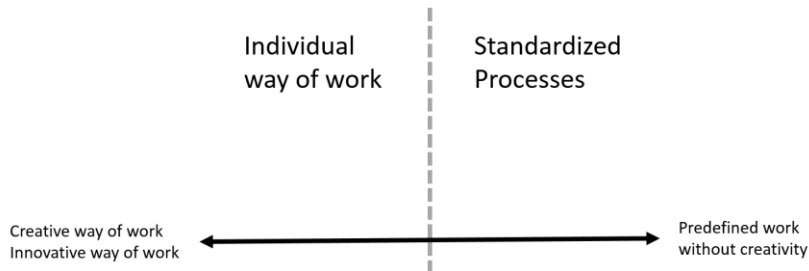 Individual
way of work
Standardized
Processes
Creative way of work
Innovative way of work
Predefined work
without creativity